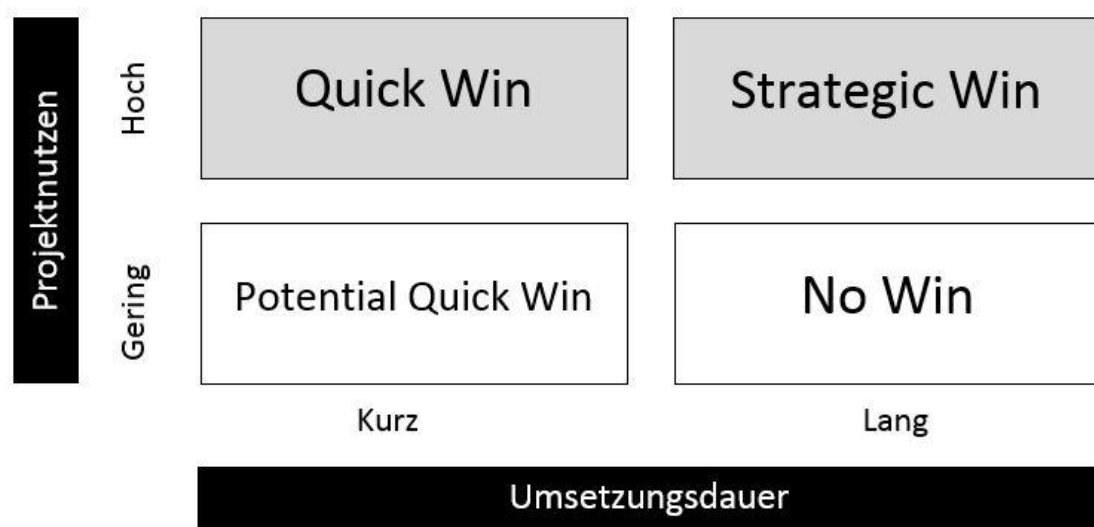 Projektnutzen
Hoch
Quick Win
Strategic Win
Gering
Potential Quick Win
No Win
Kurz
Lang
Umsetzungsdauer